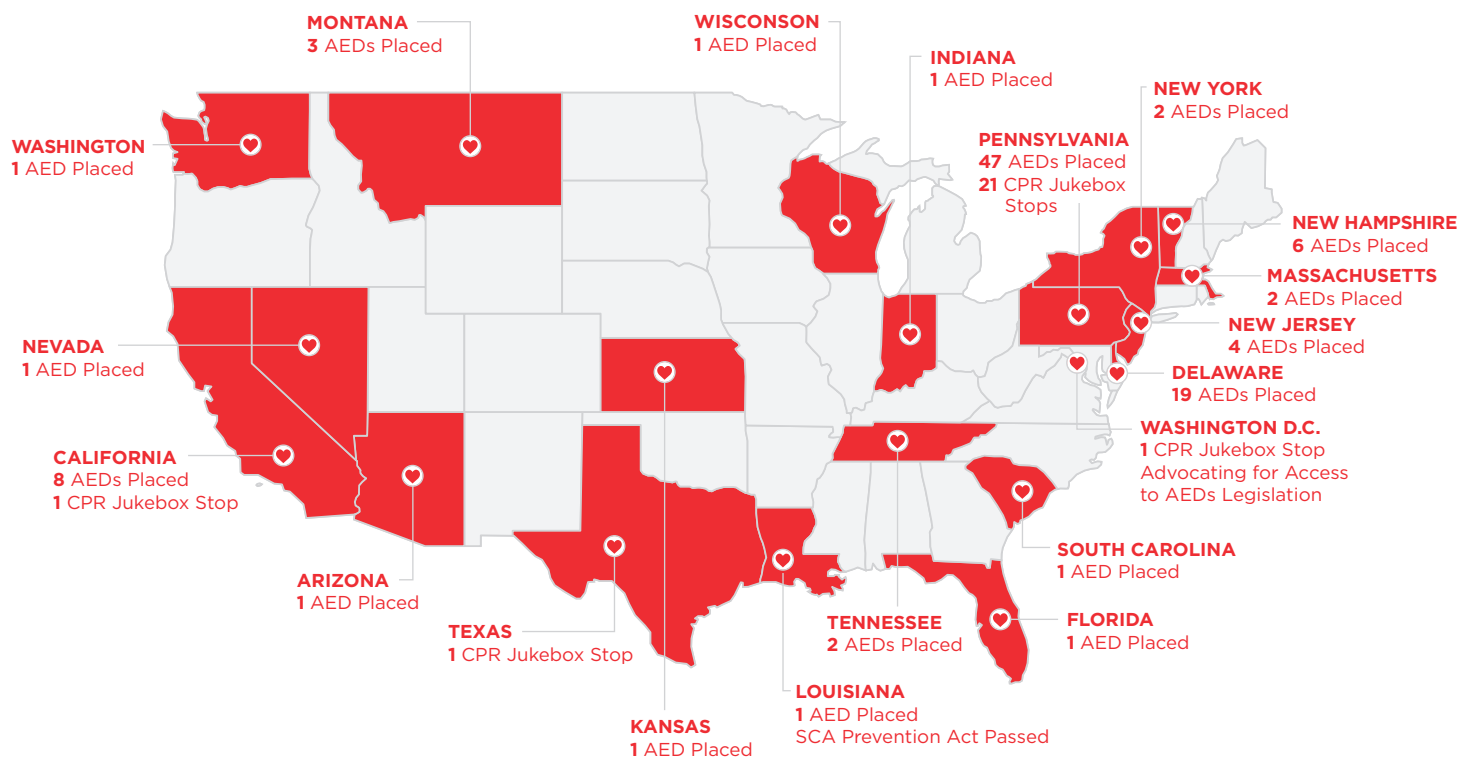 MONTANA
3 AEDs Placed
WISCONSON
1 AED Placed
INDIANA
1 AED Placed
NEW YORK
2 AEDs Placed
WASHINGTON
1 AED Placed
PENNSYLVANIA
47 AEDs Placed
21 CPR Jukebox
Stops
NEW HAMPSHIRE
6 AEDs Placed
MASSACHUSETTS
2 AEDs Placed
NEW JERSEY
4 AEDs Placed
NEVADA
1 AED Placed
DELAWARE
19 AEDs Placed
WASHINGTON D.C.
1 CPR Jukebox Stop
Advocating for Access
to AEDs Legislation
CALIFORNIA
8 AEDs Placed
1 CPR Jukebox Stop
SOUTH CAROLINA
1 AED Placed
ARIZONA
1 AED Placed
TEXAS
1 CPR Jukebox Stop
TENNESSEE
2 AEDs Placed
FLORIDA
1 AED Placed
LOUISIANA
1 AED Placed
SCA Prevention Act Passed
KANSAS
1 AED Placed